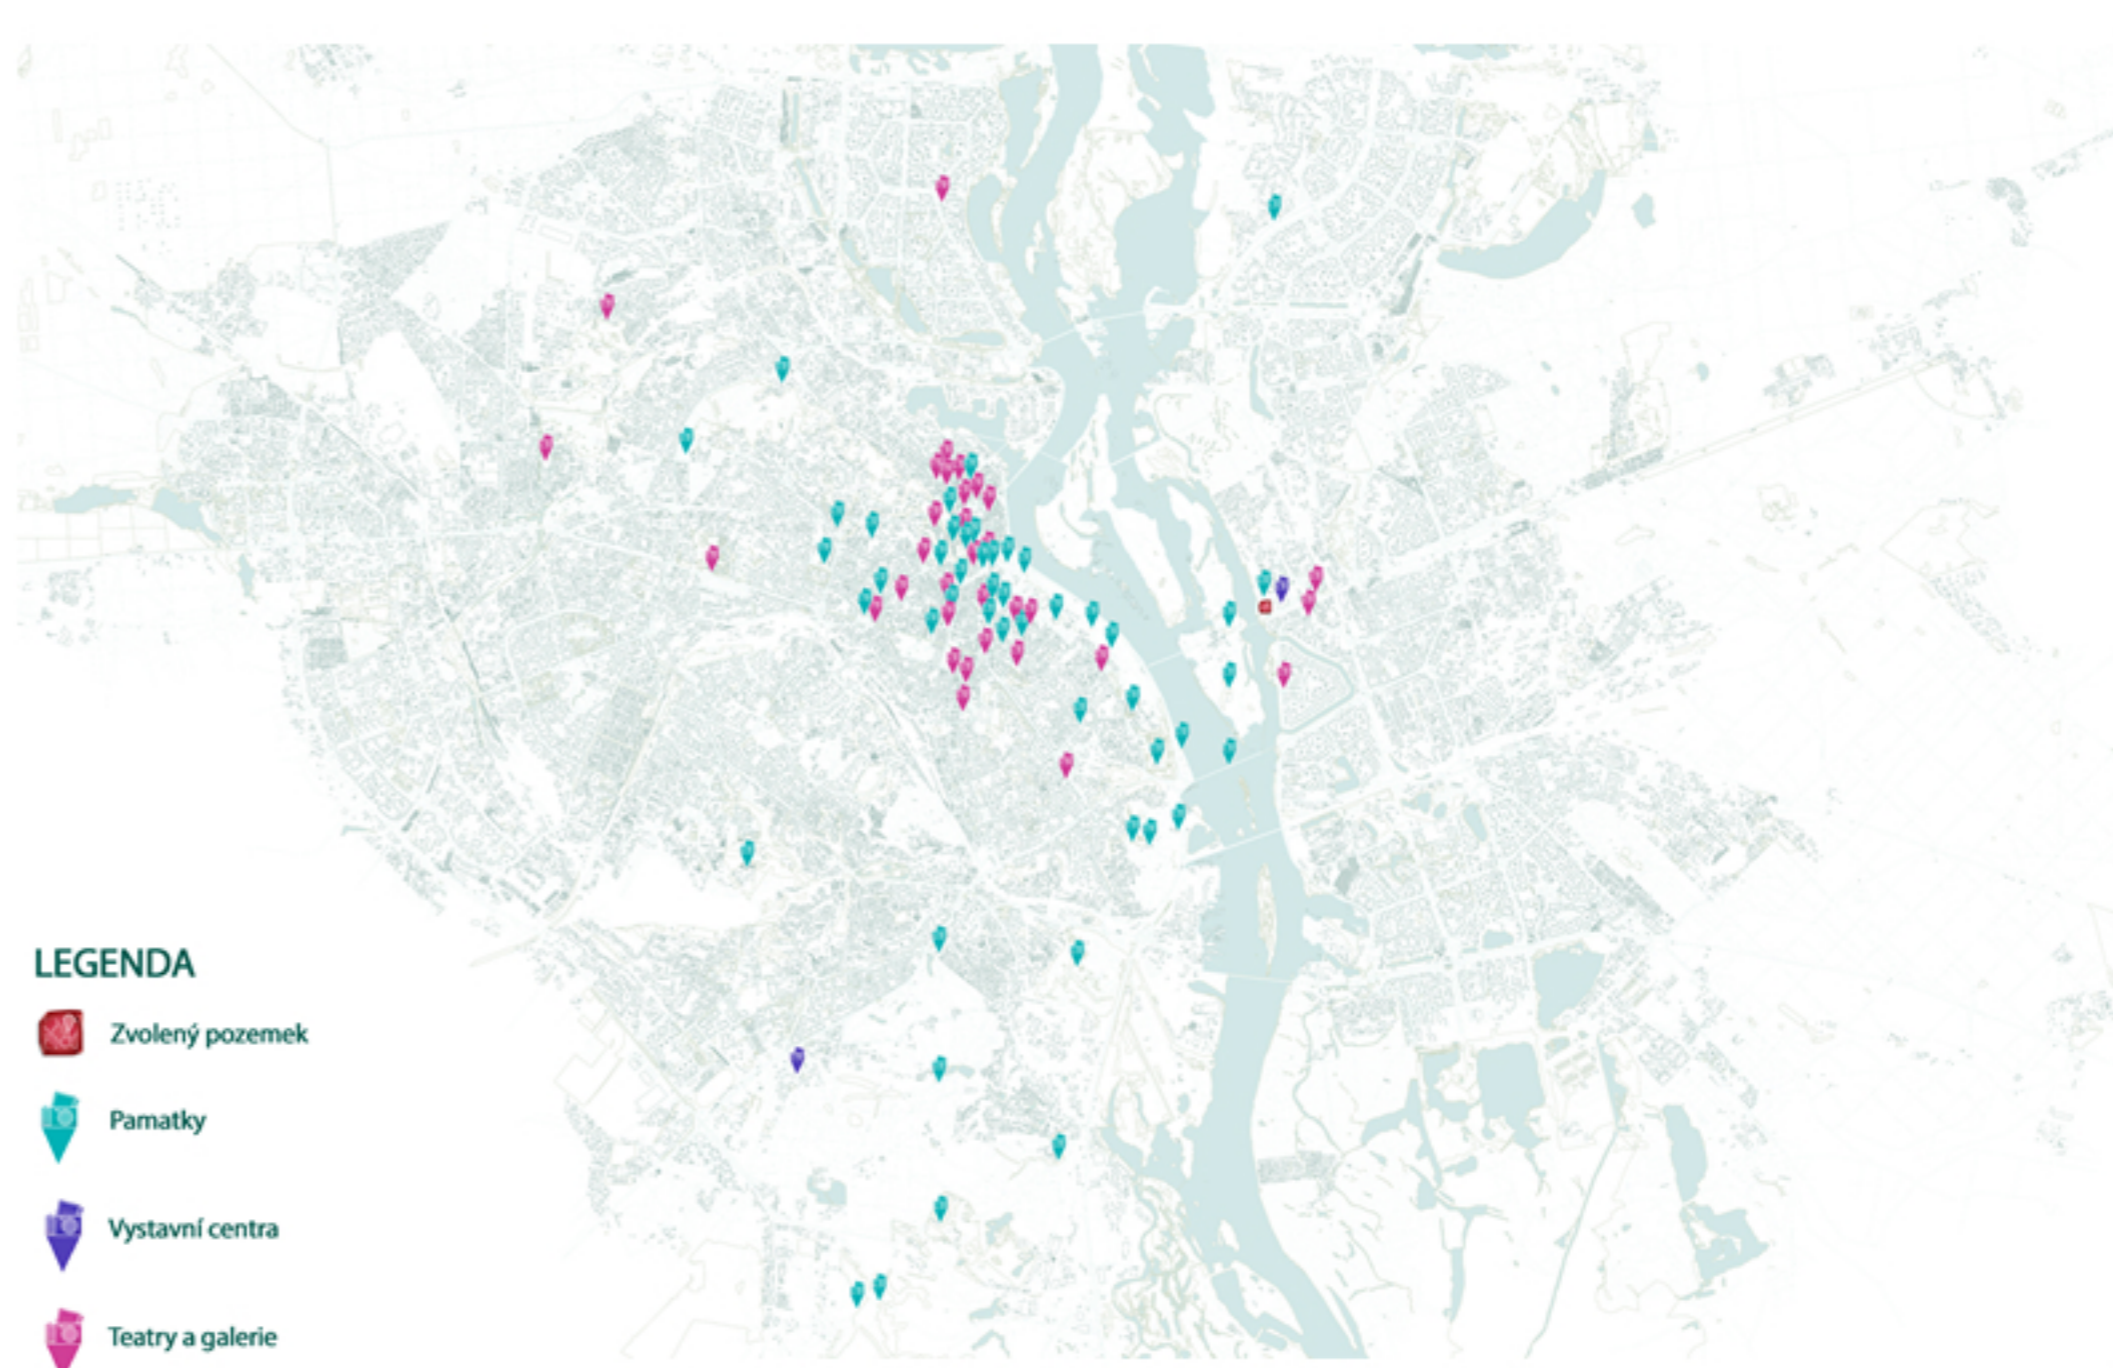 LEGENDA
Zvolený pozemek
Pamatky
Vystavní centra
Teatry a galerie